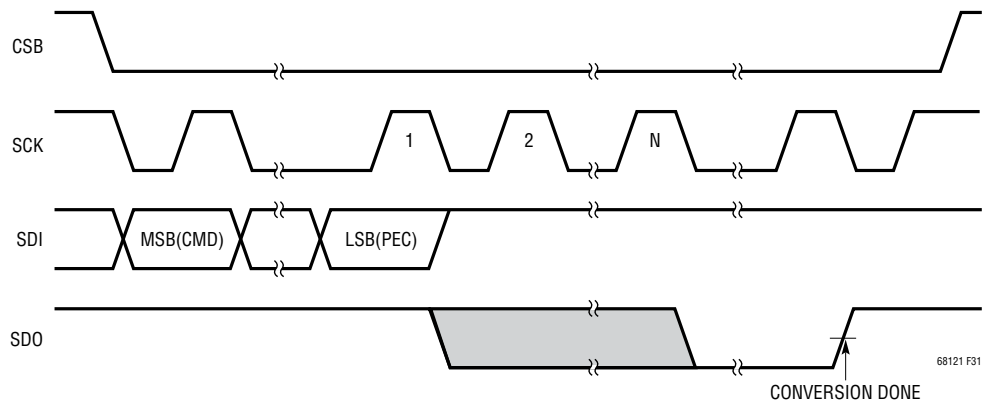 CSB
SCK
1
2
N
SDI
MSB(CMD)
LSB(PEC)
SDO
68121 F31
CONVERSION DONE